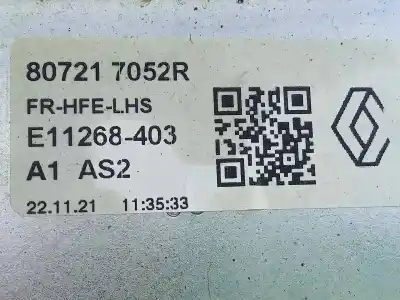 80721 7052R
FR-HFE-LHS
E11268-403
A1 AS2
22.11.21 11:35:33